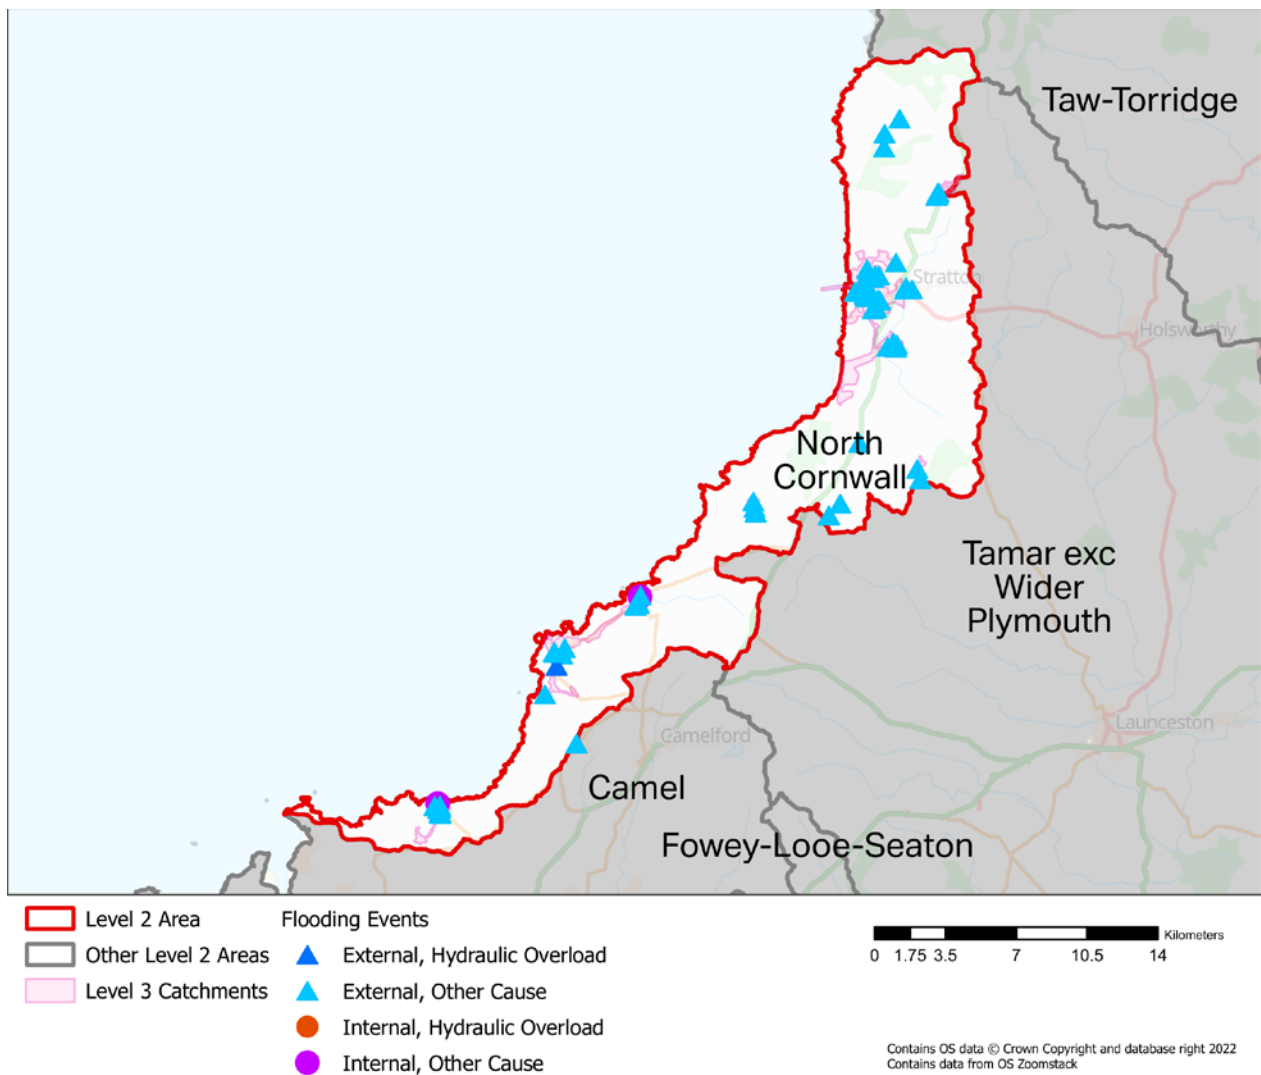 Taw-Torridge
Stratton
Holsworthy
North
Cornwall
Tamar exc
Wider
Plymouth
Launceston
Camelford
Camel
Fowey-Looe-Seaton
Level 2 Area
Other Level 2 Areas
Level 3 Catchments
Flooding Events
External, Hydraulic Overload
External, Other Cause
Internal, Hydraulic Overload
Internal, Other Cause
Kilometers
0 1.75 3.5 7 10.5 14
Contains OS data © Crown Copyright and database right 2022
Contains data from OS Zoomstack